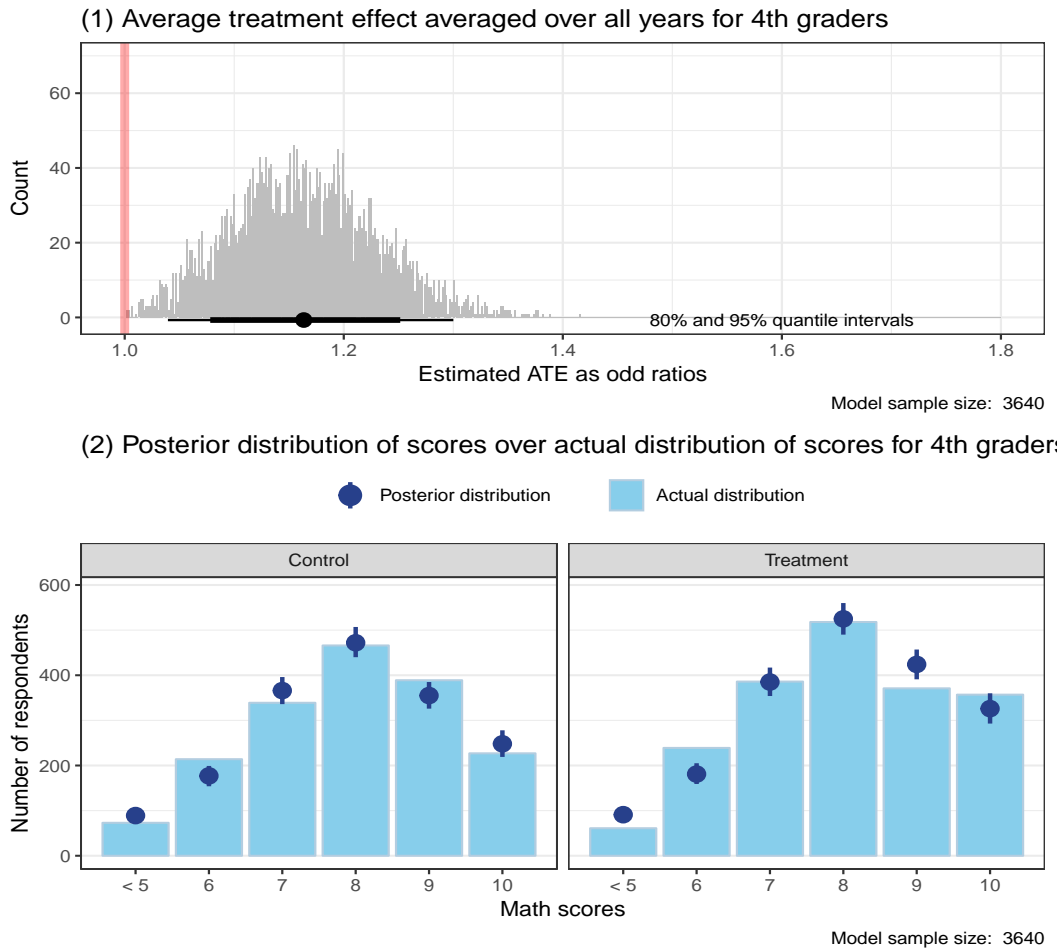 (1) Average treatment effect averaged over all years for 4th graders
60
40
20
0
Count
80% and 95% quantile intervals
1.0 1.2 1.4 1.6 1.8
Estimated ATE as odd ratios
Model sample size: 3640
(2) Posterior distribution of scores over actual distribution of scores for 4th graders
Posterior distribution Actual distribution
Control Treatment
600
400
200
0
Number of respondents
< 5 6 7 8 9 10 < 5 6 7 8 9 10
Math scores
Model sample size: 3640